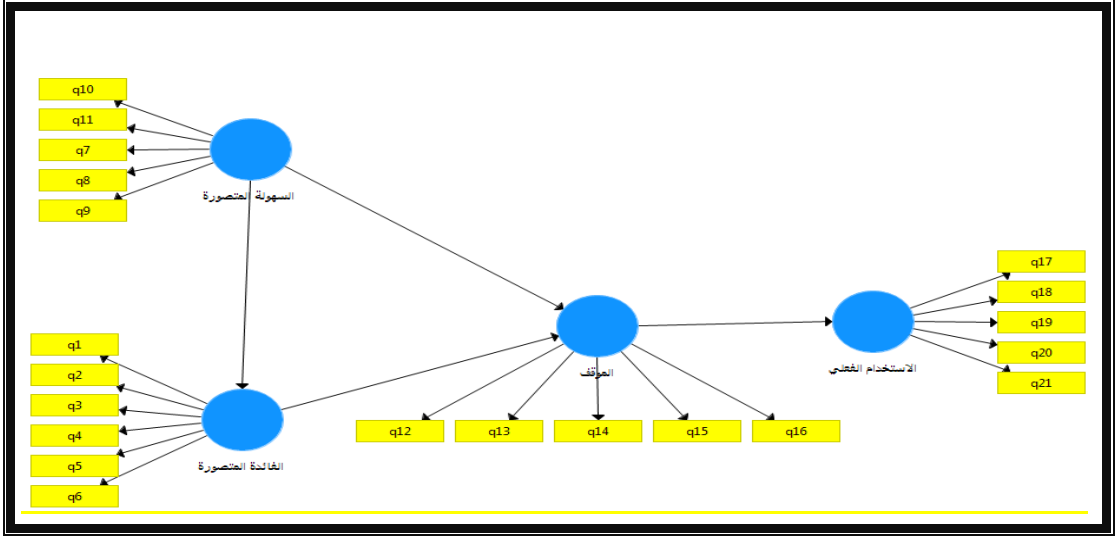 q10
q11
q7
q8
q9
السهولة المتصورة
q1
q2
q3
q4
q5
q6
الفائدة المتصورة
الموقف
q12
q13
q14
q15
q16
الاستخدام الفعلي
q17
q18
q19
q20
q21